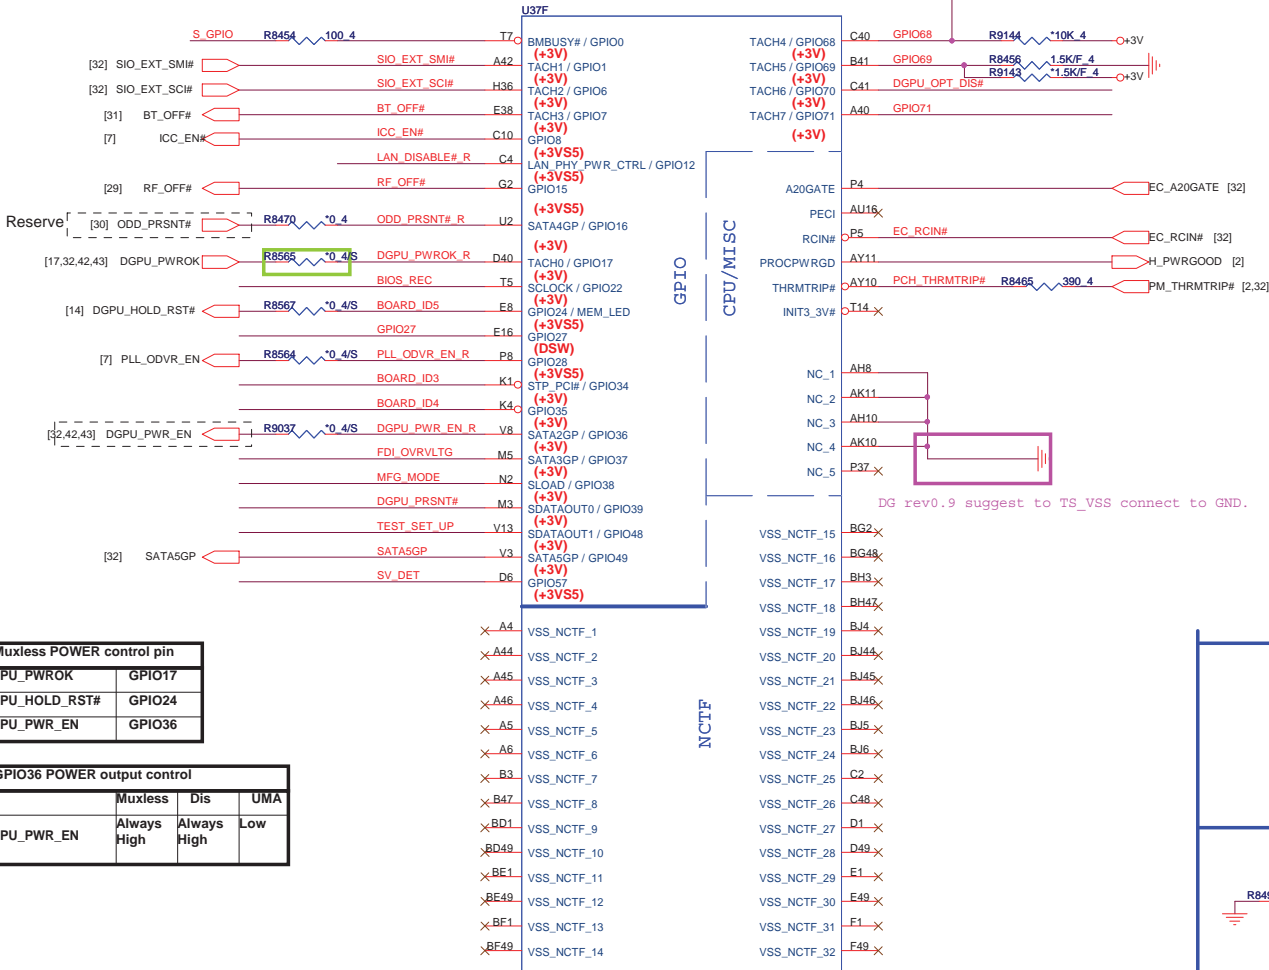 U37F
S_GPIO R8454 100_4 T7 BMBUSY# / GPIO0 TACH4 / GPIO68 C40 GPIO68 R9144 *10K_4 +3V
(+3V)
[32] SIO_EXT_SMI# SIO_EXT_SMI# A42 TACH1 / GPIO1 TACH5 / GPIO69 B41 GPIO69 R8456 1.5K/F_4
(+3V) (+3V) R9143 *1.5K/F_4 +3V
[32] SIO_EXT_SCI# SIO_EXT_SCI# H36 TACH2 / GPIO6 TACH6 / GPIO70 C41 DGPU_OPT_DIS#
(+3V) (+3V)
[31] BT_OFF# BT_OFF# E38 TACH3 / GPIO7 TACH7 / GPIO71 A40 GPIO71
(+3V) (+3V)
[7] ICC_EN# ICC_EN# C10 GPIO8
(+3VS5)
LAN_DISABLE#_R C4 LAN_PHY_PWR_CTRL / GPIO12
(+3VS5)
[29] RF_OFF# RF_OFF# G2 GPIO15 A20GATE P4 EC_A20GATE [32]
(+3VS5) PECI AU16
Reserve [30] ODD_PRSNT# R8470 *0_4 ODD_PRSNT#_R U2 SATA4GP / GPIO16
RCIN# P5 EC_RCIN# EC_RCIN# [32]
(+3V)
[17,32,42,43] DGPU_PWROK R8565 *0_4/S DGPU_PWROK_R D40 TACH0 / GPIO17 PROCPWRGD AY11 H_PWRGOOD [2]
(+3V)
BIOS_REC T5 SCLOCK / GPIO22 THRMTRIP# AY10 PCH_THRMTRIP# R8465 390_4 PM_THRMTRIP# [2,32]
(+3V)
[14] DGPU_HOLD_RST# R8567 *0_4/S BOARD_ID5 E8 GPIO24 / MEM_LED INIT3_3V# T14
(+3VS5)
GPIO27 E16 GPIO27
(DSW)
[7] PLL_ODVR_EN R8564 *0_4/S PLL_ODVR_EN_R P8 GPIO28
(+3VS5)
BOARD_ID3 K1 STP_PCI# / GPIO34 NC_1 AH8
(+3V)
BOARD_ID4 K4 GPIO35 NC_2 AK11
(+3V)
[32,42,43] DGPU_PWR_EN R9037 *0_4/S DGPU_PWR_EN_R V8 SATA2GP / GPIO36 NC_3 AH10
(+3V)
FDI_OVRVLTG M5 SATA3GP / GPIO37 NC_4 AK10
(+3V)
MFG_MODE N2 SLOAD / GPIO38 NC_5 P37
(+3V)
DGPU_PRSNT# M3 SDATAOUT0 / GPIO39
DG rev0.9 suggest to TS_VSS connect to GND.
(+3V)
TEST_SET_UP V13 SDATAOUT1 / GPIO48 VSS_NCTF_15 BG2
(+3V)
[32] SATA5GP SATA5GP V3 SATA5GP / GPIO49 VSS_NCTF_16 BG48
(+3V)
SV_DET D6 GPIO57 VSS_NCTF_17 BH3
(+3VS5)
VSS_NCTF_18 BH47
GPIO
CPU/MISC
NCTF
A4 VSS_NCTF_1 VSS_NCTF_19 BJ4
A44 VSS_NCTF_2 VSS_NCTF_20 BJ44
A45 VSS_NCTF_3 VSS_NCTF_21 BJ45
A46 VSS_NCTF_4 VSS_NCTF_22 BJ46
A5 VSS_NCTF_5 VSS_NCTF_23 BJ5
A6 VSS_NCTF_6 VSS_NCTF_24 BJ6
B3 VSS_NCTF_7 VSS_NCTF_25 C2
B47 VSS_NCTF_8 VSS_NCTF_26 C48
BD1 VSS_NCTF_9 VSS_NCTF_27 D1
BD49 VSS_NCTF_10 VSS_NCTF_28 D49
BE1 VSS_NCTF_11 VSS_NCTF_29 E1
BE49 VSS_NCTF_12 VSS_NCTF_30 E49
BF1 VSS_NCTF_13 VSS_NCTF_31 F1
BF49 VSS_NCTF_14 VSS_NCTF_32 F49
Muxless POWER control pin
PU_PWROK GPIO17
PU_HOLD_RST# GPIO24
PU_PWR_EN GPIO36
GPIO36 POWER output control
Muxless Dis UMA
PU_PWR_EN Always High Always High Low